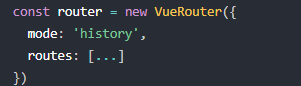 const router = new VueRouter({
  mode: 'history',
  routes: [...]
})